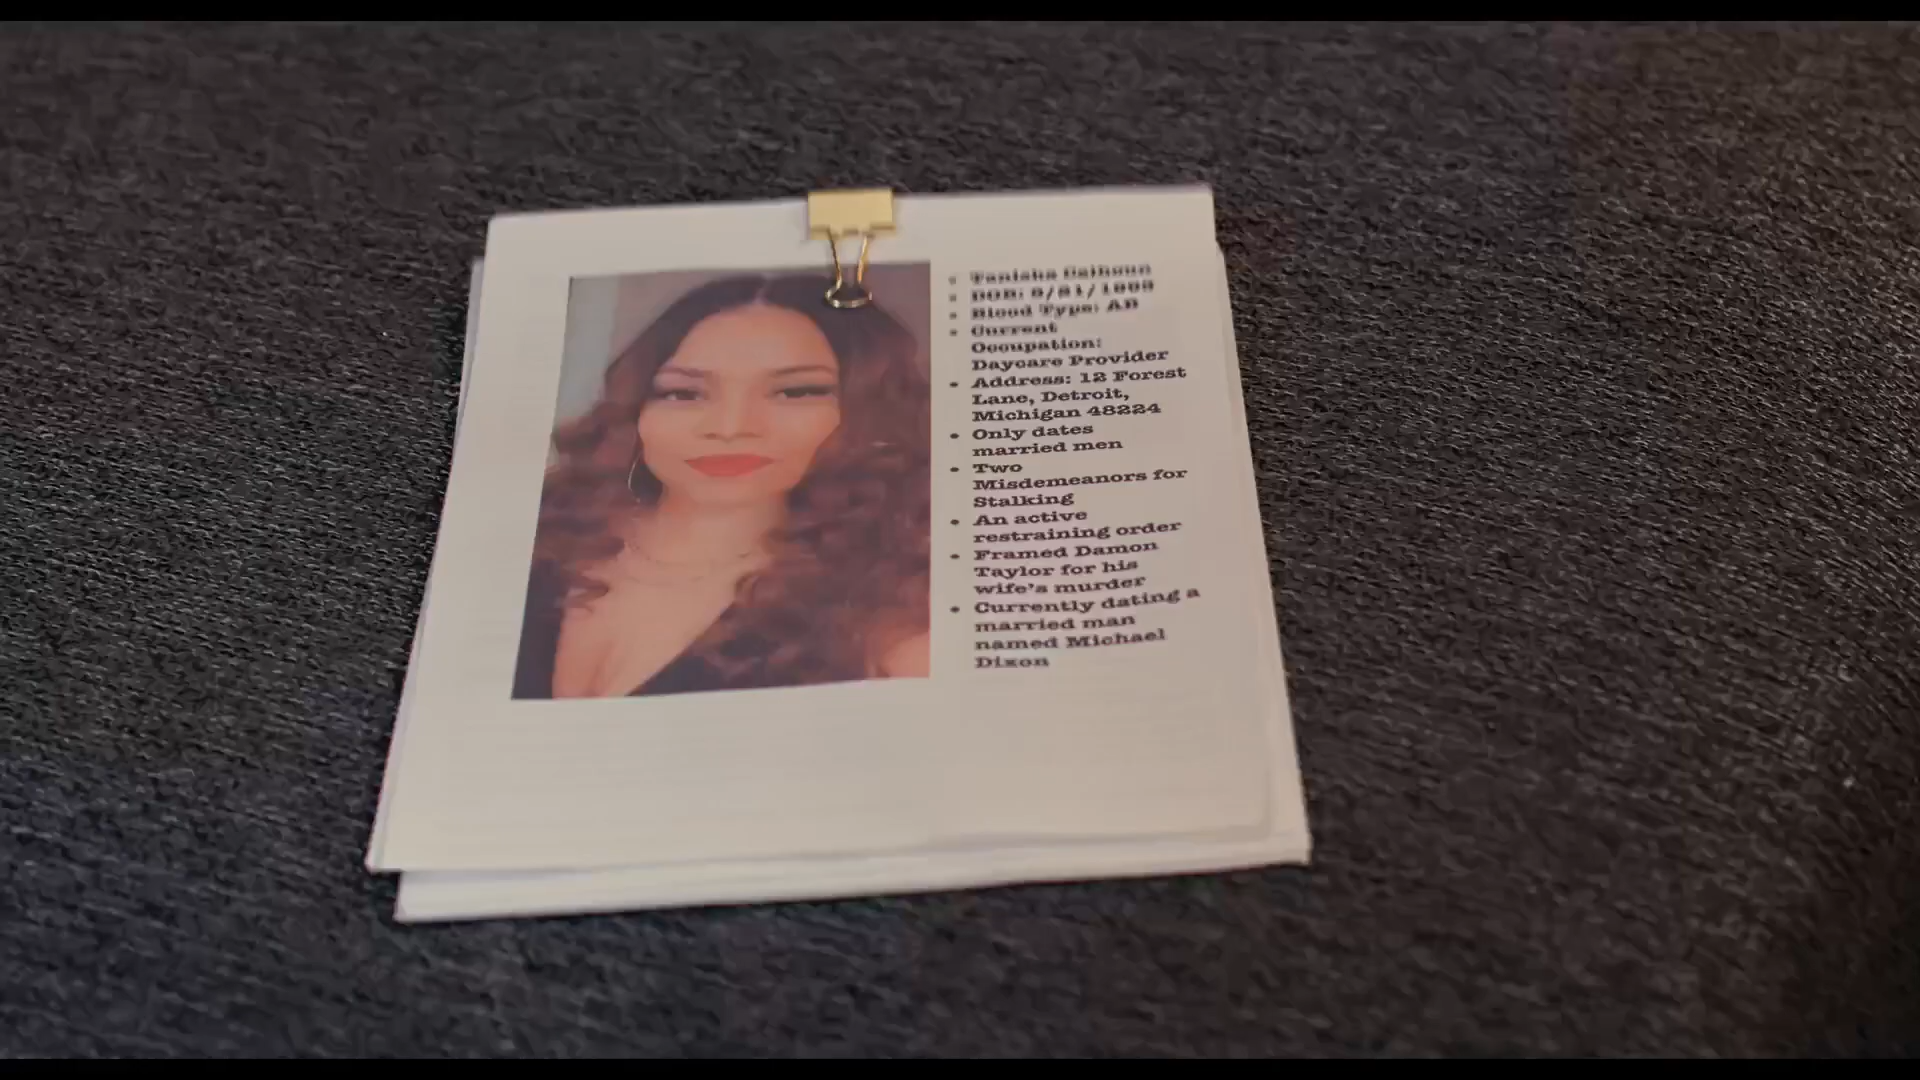 Tanisha Calhoun
DOB:
Blood Type: AB
Current
Occupation:
Daycare Provider
Address: 12 Forest
Lane, Detroit,
Michigan 48224
Only dates
married men
Two
Misdemeanors for
Stalking
An active
restraining order
Framed Damon
Taylor for his
wife's murder
Currently dating a
married man
named Michael
Dixon